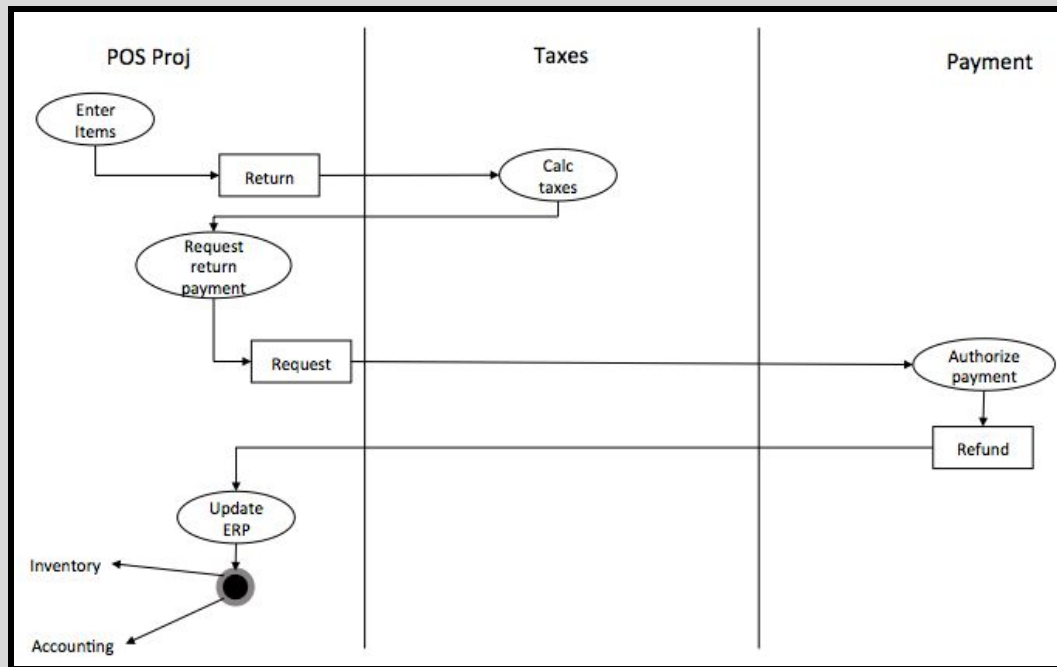 POS Proj
Taxes
Payment
Enter
Items
Return
Calc
taxes
Request
return
payment
Request
Authorize
payment
Refund
Update
ERP
Inventory
Accounting